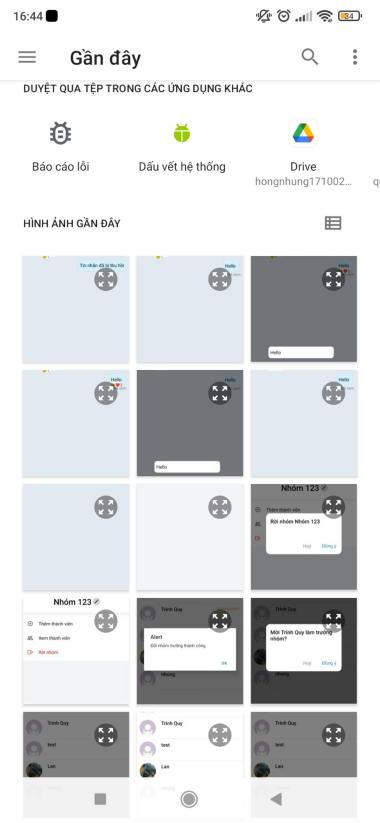 16:44
34
Gần đây
DUYỆT QUA TỆP TRONG CÁC ỨNG DỤNG KHÁC
Báo cáo lỗi
Dấu vết hệ thống
Drive
hongnhung171002...
q
HÌNH ẢNH GẦN ĐÂY
Tin nhắn đã bị thu hồi
Hello
Hello
Hello
Hello
Hello
Nhóm 123
Rời nhóm Nhóm 123
Huỷ
Đồng ý
Nhóm 123
Thêm thành viên
Xem thành viên
Rời nhóm
Trinh Quy
Alert
Đổi nhóm trưởng thành công
OK
nhung
Trinh Quy
Mời Trinh Quy làm trưởng nhóm?
Huỷ
Đồng ý
Trinh Quy
test
Lan
Trinh Quy
test
Lan
Trinh Quy
test
Lan